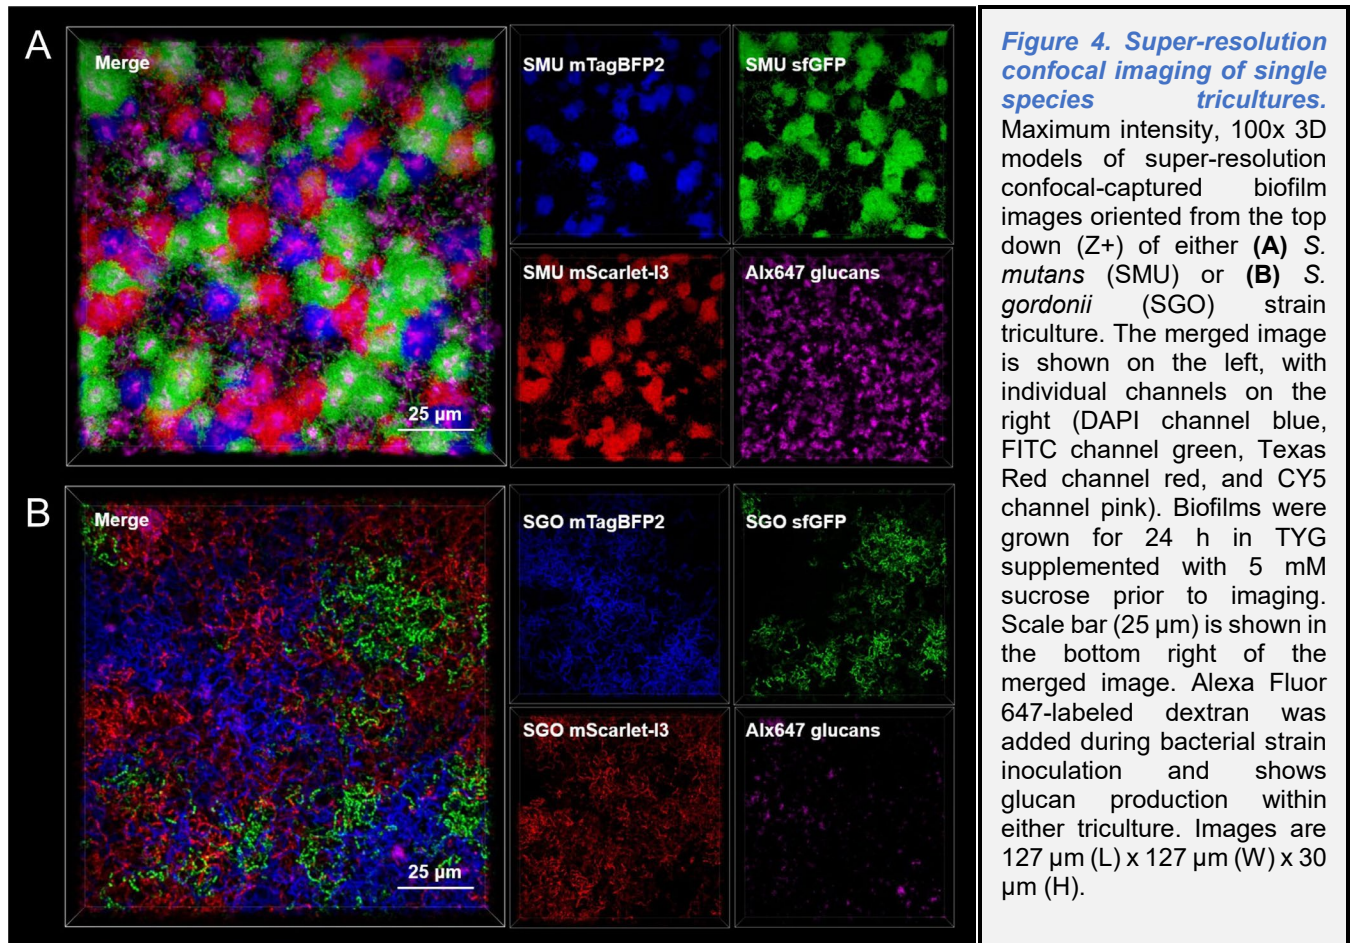 A
Merge
SMU mTagBFP2
SMU sfGFP
SMU mScarlet-I3
Alx647 glucans
25 µm
B
Merge
SGO mTagBFP2
SGO sfGFP
SGO mScarlet-I3
Alx647 glucans
25 µm
Figure 4. Super-resolution
confocal imaging of single
species tricultures.
Maximum intensity, 100x 3D
models of super-resolution
confocal-captured biofilm
images oriented from the top
down (Z+) of either (A) S.
mutans (SMU) or (B) S.
gordonii (SGO) strain
triculture. The merged image
is shown on the left, with
individual channels on the
right (DAPI channel blue,
FITC channel green, Texas
Red channel red, and CY5
channel pink). Biofilms were
grown for 24 h in TYG
supplemented with 5 mM
sucrose prior to imaging.
Scale bar (25 µm) is shown in
the bottom right of the
merged image. Alexa Fluor
647-labeled dextran was
added during bacterial strain
inoculation and shows
glucan production within
either triculture. Images are
127 µm (L) x 127 µm (W) x 30
µm (H).